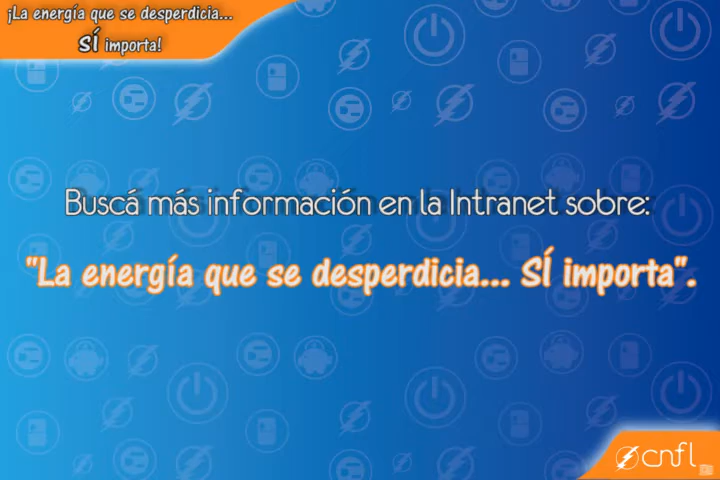 ¡La energía que se desperdicia...
SÍ importa!
Buscá más información en la Intranet sobre:
"La energía que se desperdicia... SÍ importa".
cnfl